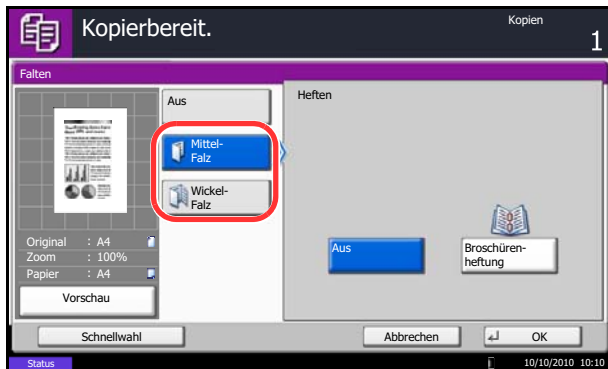 Kopierbereit.
Kopien
1
Falten
Aus
Mittel-
Falz
Wickel-
Falz
Heften
Aus
Broschüren-
heftung
Original : A4
Zoom : 100%
Papier : A4
Vorschau
Schnellwahl
Abbrechen
OK
Status
10/10/2010 10:10